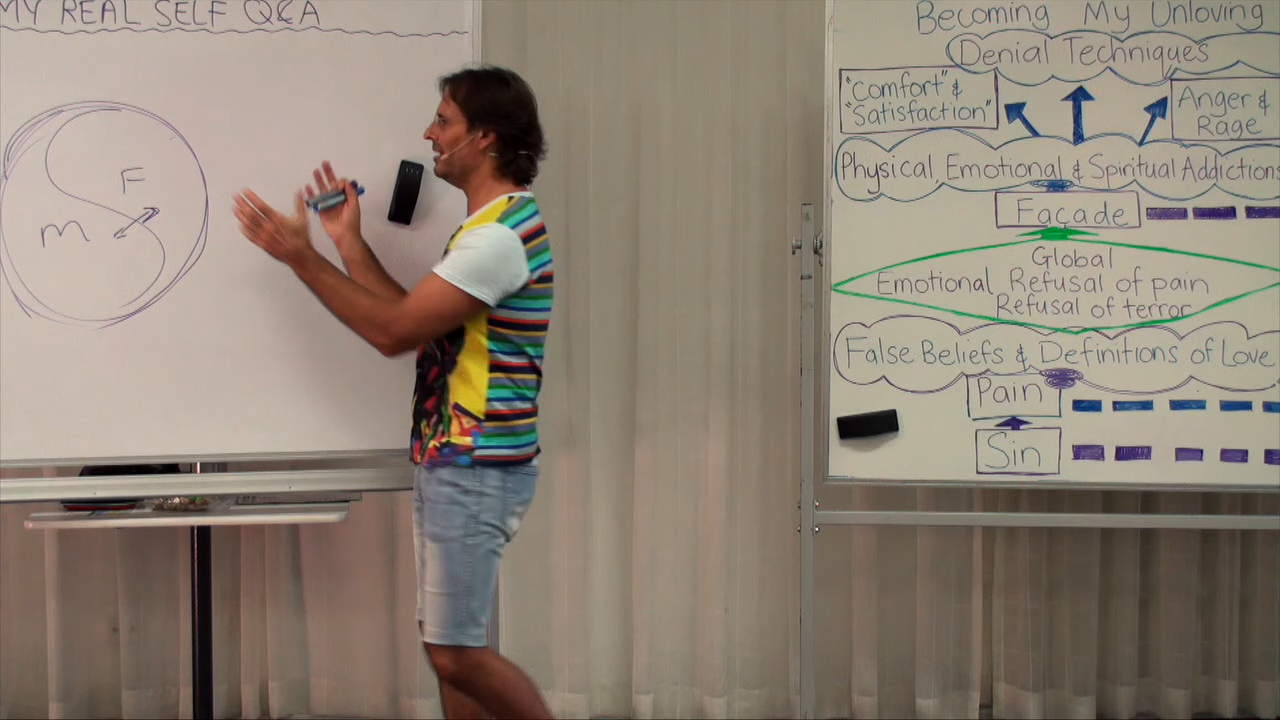 MY REAL SELF Q&A
F
M
Becoming My Unloving
Denial Techniques
"Comfort" &
"Satisfaction"
Anger &
Rage
Physical, Emotional & Spiritual Addictions
Façade
Global
Emotional Refusal of pain
Refusal of terror
False Beliefs & Definitions of Love
Pain
Sin